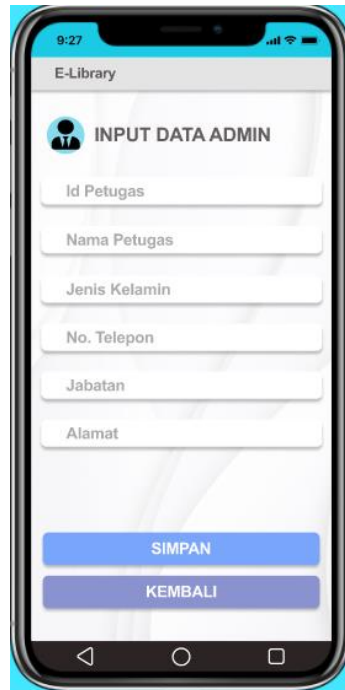 9:27
E-Library
INPUT DATA ADMIN
Id Petugas
Nama Petugas
Jenis Kelamin
No. Telepon
Jabatan
Alamat
SIMPAN
KEMBALI